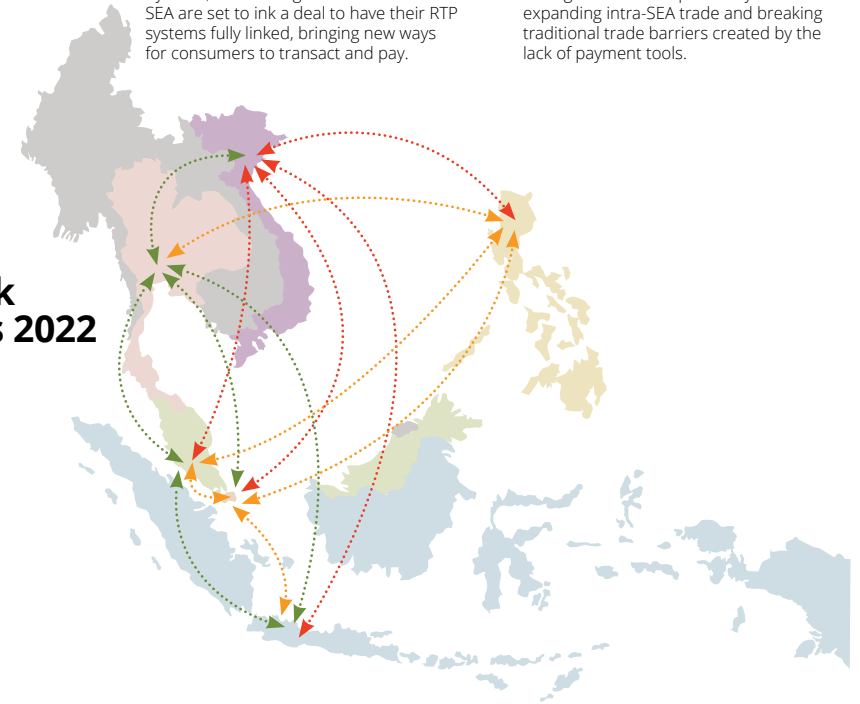 SEA are set to ink a deal to have their RTP
systems fully linked, bringing new ways
for consumers to transact and pay.
expanding intra-SEA trade and breaking
traditional trade barriers created by the
lack of payment tools.
k
s 2022